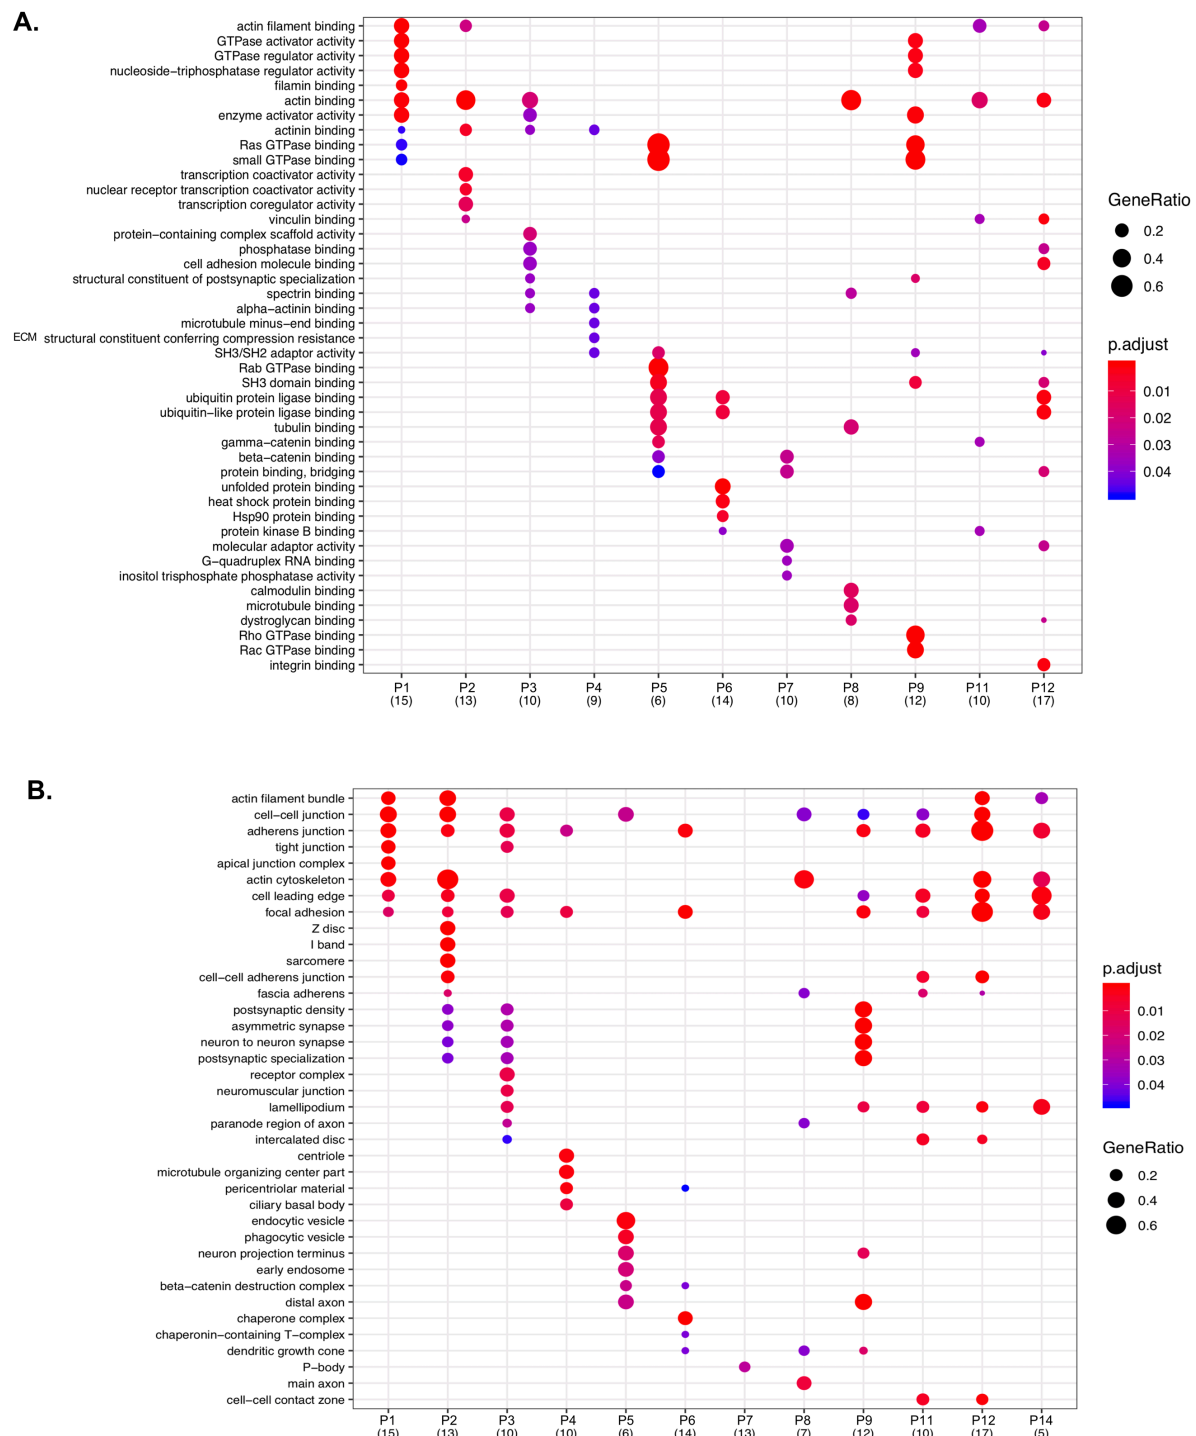 A.
actin filament binding
GTPase activator activity
GTPase regulator activity
nucleoside−triphosphatase regulator activity
filamin binding
actin binding
enzyme activator activity
actinin binding
Ras GTPase binding
small GTPase binding
transcription coactivator activity
nuclear receptor transcription coactivator activity
transcription coregulator activity
vinculin binding
protein−containing complex scaffold activity
phosphatase binding
cell adhesion molecule binding
structural constituent of postsynaptic specialization
spectrin binding
alpha−actinin binding
microtubule minus−end binding
ECM structural constituent conferring compression resistance
SH3/SH2 adaptor activity
Rab GTPase binding
SH3 domain binding
ubiquitin protein ligase binding
ubiquitin−like protein ligase binding
tubulin binding
gamma−catenin binding
beta−catenin binding
protein binding, bridging
unfolded protein binding
heat shock protein binding
Hsp90 protein binding
protein kinase B binding
molecular adaptor activity
G−quadruplex RNA binding
inositol trisphosphate phosphatase activity
calmodulin binding
microtubule binding
dystroglycan binding
Rho GTPase binding
Rac GTPase binding
integrin binding
P1 P2 P3 P4 P5 P6 P7 P8 P9 P11 P12
(15) (13) (10) (9) (6) (14) (10) (8) (12) (10) (17)
GeneRatio
0.2
0.4
0.6
p.adjust
0.01
0.02
0.03
0.04
B.
actin filament bundle
cell−cell junction
adherens junction
tight junction
apical junction complex
actin cytoskeleton
cell leading edge
focal adhesion
Z disc
I band
sarcomere
cell−cell adherens junction
fascia adherens
postsynaptic density
asymmetric synapse
neuron to neuron synapse
postsynaptic specialization
receptor complex
neuromuscular junction
lamellipodium
paranode region of axon
intercalated disc
centriole
microtubule organizing center part
pericentriolar material
ciliary basal body
endocytic vesicle
phagocytic vesicle
neuron projection terminus
early endosome
beta−catenin destruction complex
distal axon
chaperone complex
chaperonin−containing T−complex
dendritic growth cone
P−body
main axon
cell−cell contact zone
P1 P2 P3 P4 P5 P6 P7 P8 P9 P11 P12 P14
(15) (13) (10) (10) (6) (14) (13) (7) (12) (10) (17) (5)
p.adjust
0.01
0.02
0.03
0.04
GeneRatio
0.2
0.4
0.6